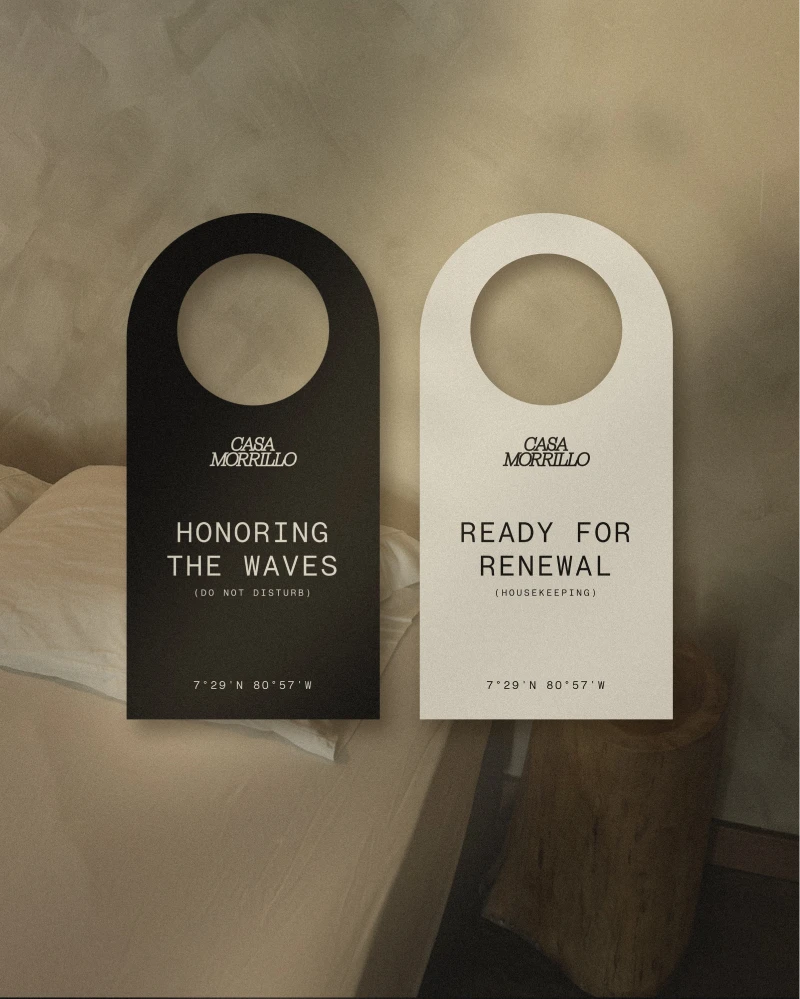 CASA
MORRILLO
HONORING
THE WAVES
(DO NOT DISTURB)
7°29'N 80°57'W
CASA
MORRILLO
READY FOR
RENEWAL
(HOUSEKEEPING)
7°29'N 80°57'W